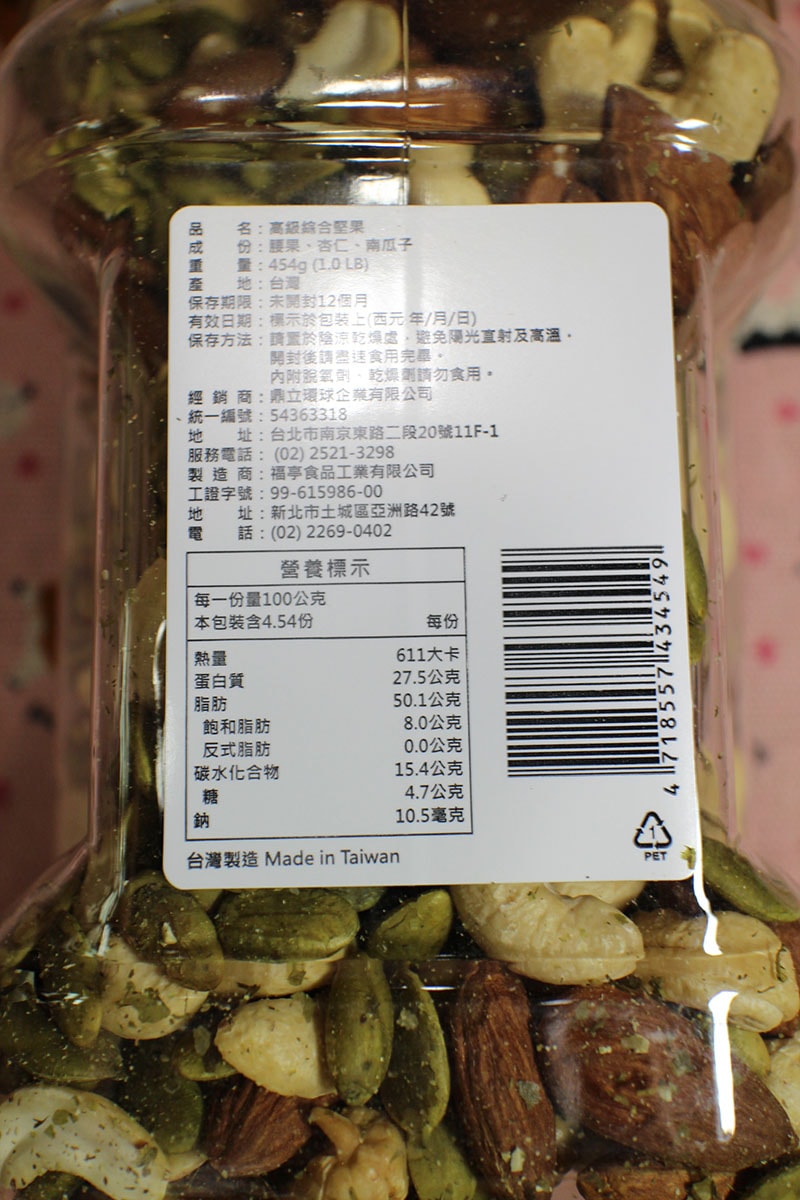 品名：高級綜合堅果
成份：腰果、杏仁、南瓜子
重量：454g (1.0 LB)
產地：台灣
保存期限：未開封12個月
有效日期：標示於包裝上(西元 年/月/日)
保存方法：請置於陰涼乾燥處，避免陽光直射及高溫。
開封後請盡速食用完畢。
內附脫氧劑、乾燥劑請勿食用。
經銷商：鼎立環球企業有限公司
統一編號：54363318
地址：台北市南京東路二段20號11F-1
服務電話：(02) 2521-3298
製造商：福亭食品工業有限公司
工證字號：99-615986-00
地址：新北市土城區亞洲路42號
電話：(02) 2269-0402
營養標示
每一份量100公克
本包裝含4.54份 每份
熱量 611大卡
蛋白質 27.5公克
脂肪 50.1公克
飽和脂肪 8.0公克
反式脂肪 0.0公克
碳水化合物 15.4公克
糖 4.7公克
鈉 10.5毫克
台灣製造 Made in Taiwan
4 718557 434549
1
PET